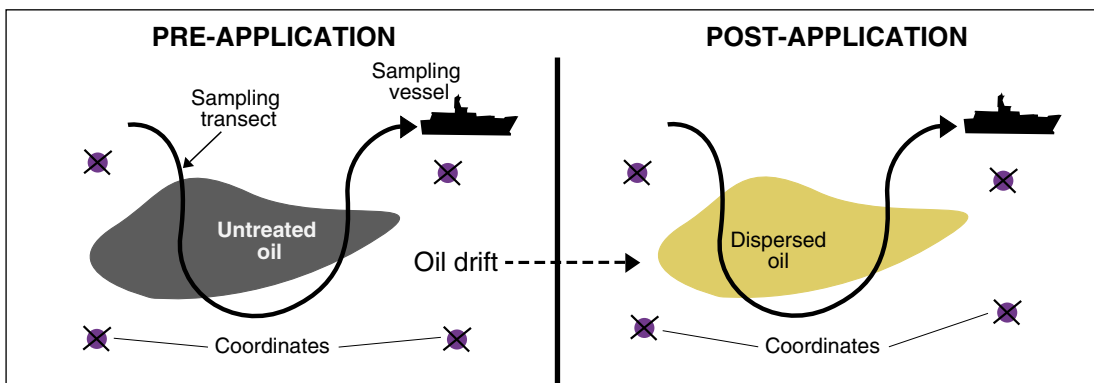 PRE-APPLICATION
Sampling
vessel
Sampling
transect
Untreated
oil
Oil drift
Coordinates
POST-APPLICATION
Dispersed
oil
Coordinates